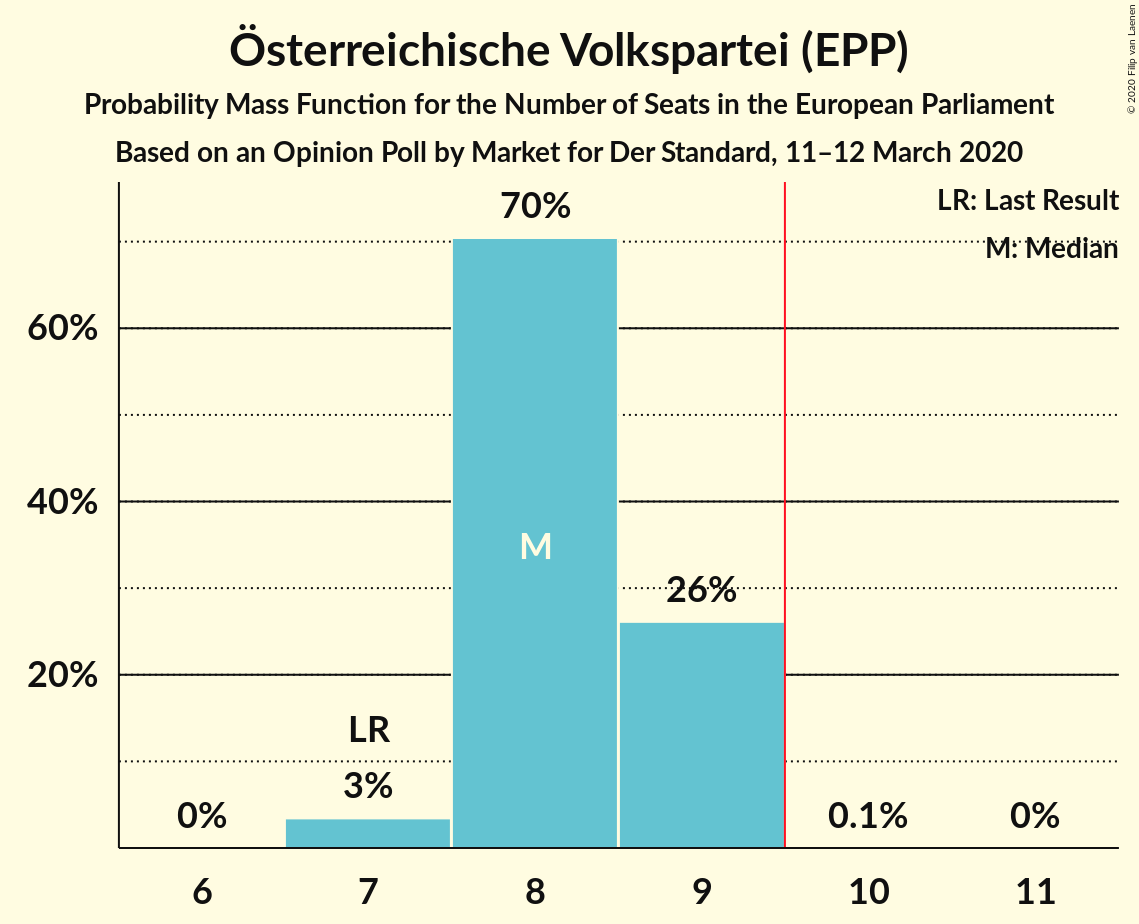 Österreichische Volkspartei (EPP)
Probability Mass Function for the Number of Seats in the European Parliament
Based on an Opinion Poll by Market for Der Standard, 11–12 March 2020
© 2020 Filip van Laenen
LR: Last Result
M: Median
70%
60%
40%
M
26%
20%
LR
3%
0%
0.1%
0%
6 7 8 9 10 11